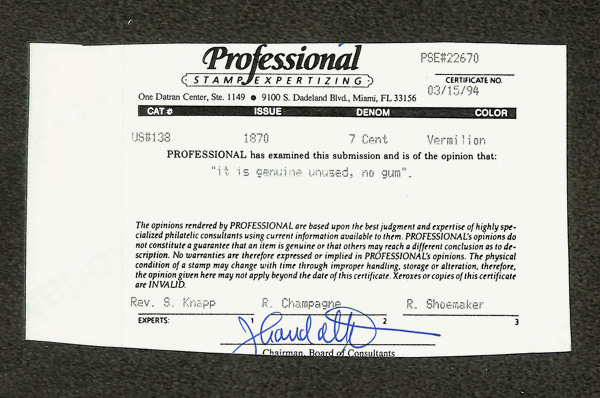 Professional
STAMP EXPERTIZING
PSE#22670
CERTIFICATE NO.
03/15/94
One Datran Center, Ste. 1149 ● 9100 S. Dadeland Blvd., Miami, FL 33156
CAT # ISSUE DENOM COLOR
US#138 1870 7 Cent Vermilion
PROFESSIONAL has examined this submission and is of the opinion that:
"it is genuine unused, no gum".
The opinions rendered by PROFESSIONAL are based upon the best judgment and expertise of highly spe-
cialized philatelic consultants using current information available to them. PROFESSIONAL's opinions do
not constitute a guarantee that an item is genuine or that others may reach a different conclusion as to de-
scription. No warranties are therefore expressed or implied in PROFESSIONAL's opinions. The physical
condition of a stamp may change with time through improper handling, storage or alteration, therefore,
the opinion given here may not apply beyond the date of this certificate. Xeroxes or copies of this certificate
are INVALID.
Rev. S. Knapp R. Champagne R. Shoemaker
EXPERTS: 1 2 3
Chairman, Board of Consultants